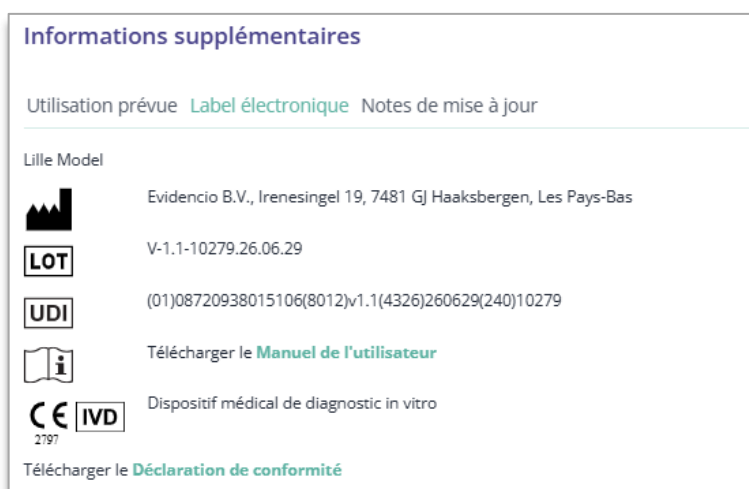 Informations supplémentaires
Utilisation prévue Label électronique Notes de mise à jour
Lille Model
Evidencio B.V., Irenesingel 19, 7481 GJ Haaksbergen, Les Pays-Bas
LOT V-1.1-10279.26.06.29
UDI (01)08720938015106(8012)v1.1(4326)260629(240)10279
i Télécharger le Manuel de l'utilisateur
CE IVD Dispositif médical de diagnostic in vitro
2797
Télécharger le Déclaration de conformité